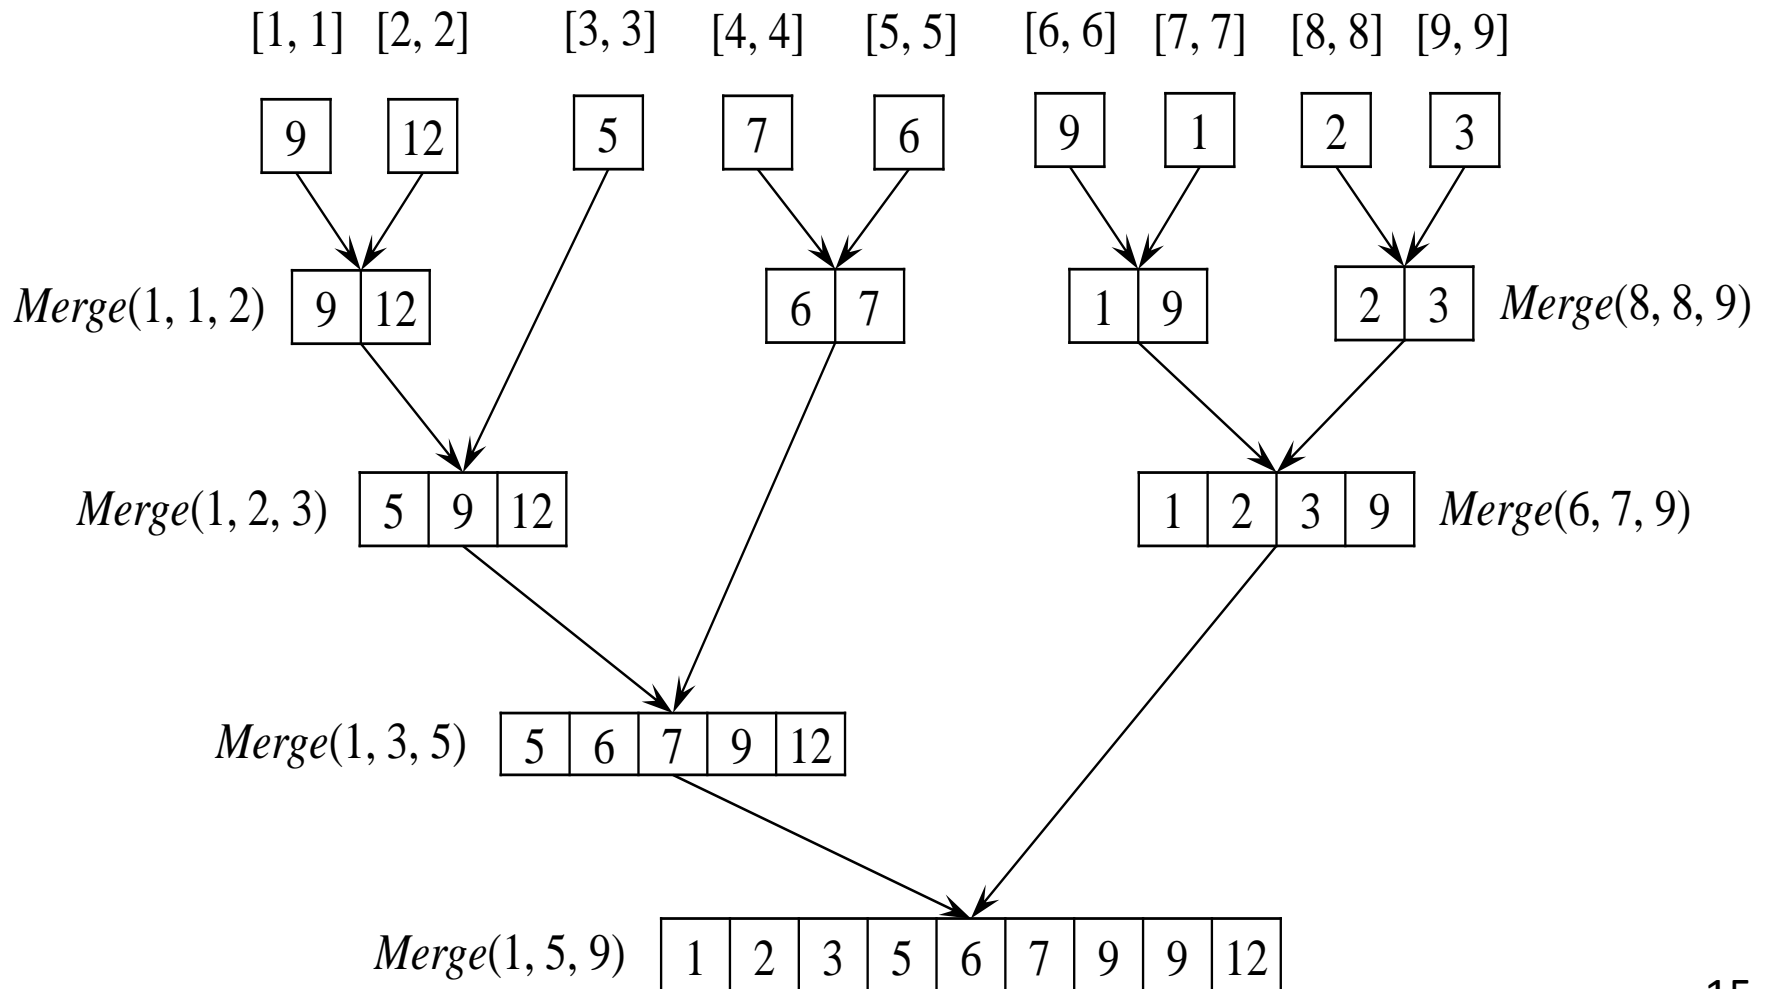 [1, 1] [2, 2] [3, 3] [4, 4] [5, 5] [6, 6] [7, 7] [8, 8] [9, 9]
9 12 5 7 6 9 1 2 3
Merge(1, 1, 2) 9 12 6 7 1 9 2 3 Merge(8, 8, 9)
Merge(1, 2, 3) 5 9 12 1 2 3 9 Merge(6, 7, 9)
Merge(1, 3, 5) 5 6 7 9 12
Merge(1, 5, 9) 1 2 3 5 6 7 9 9 12